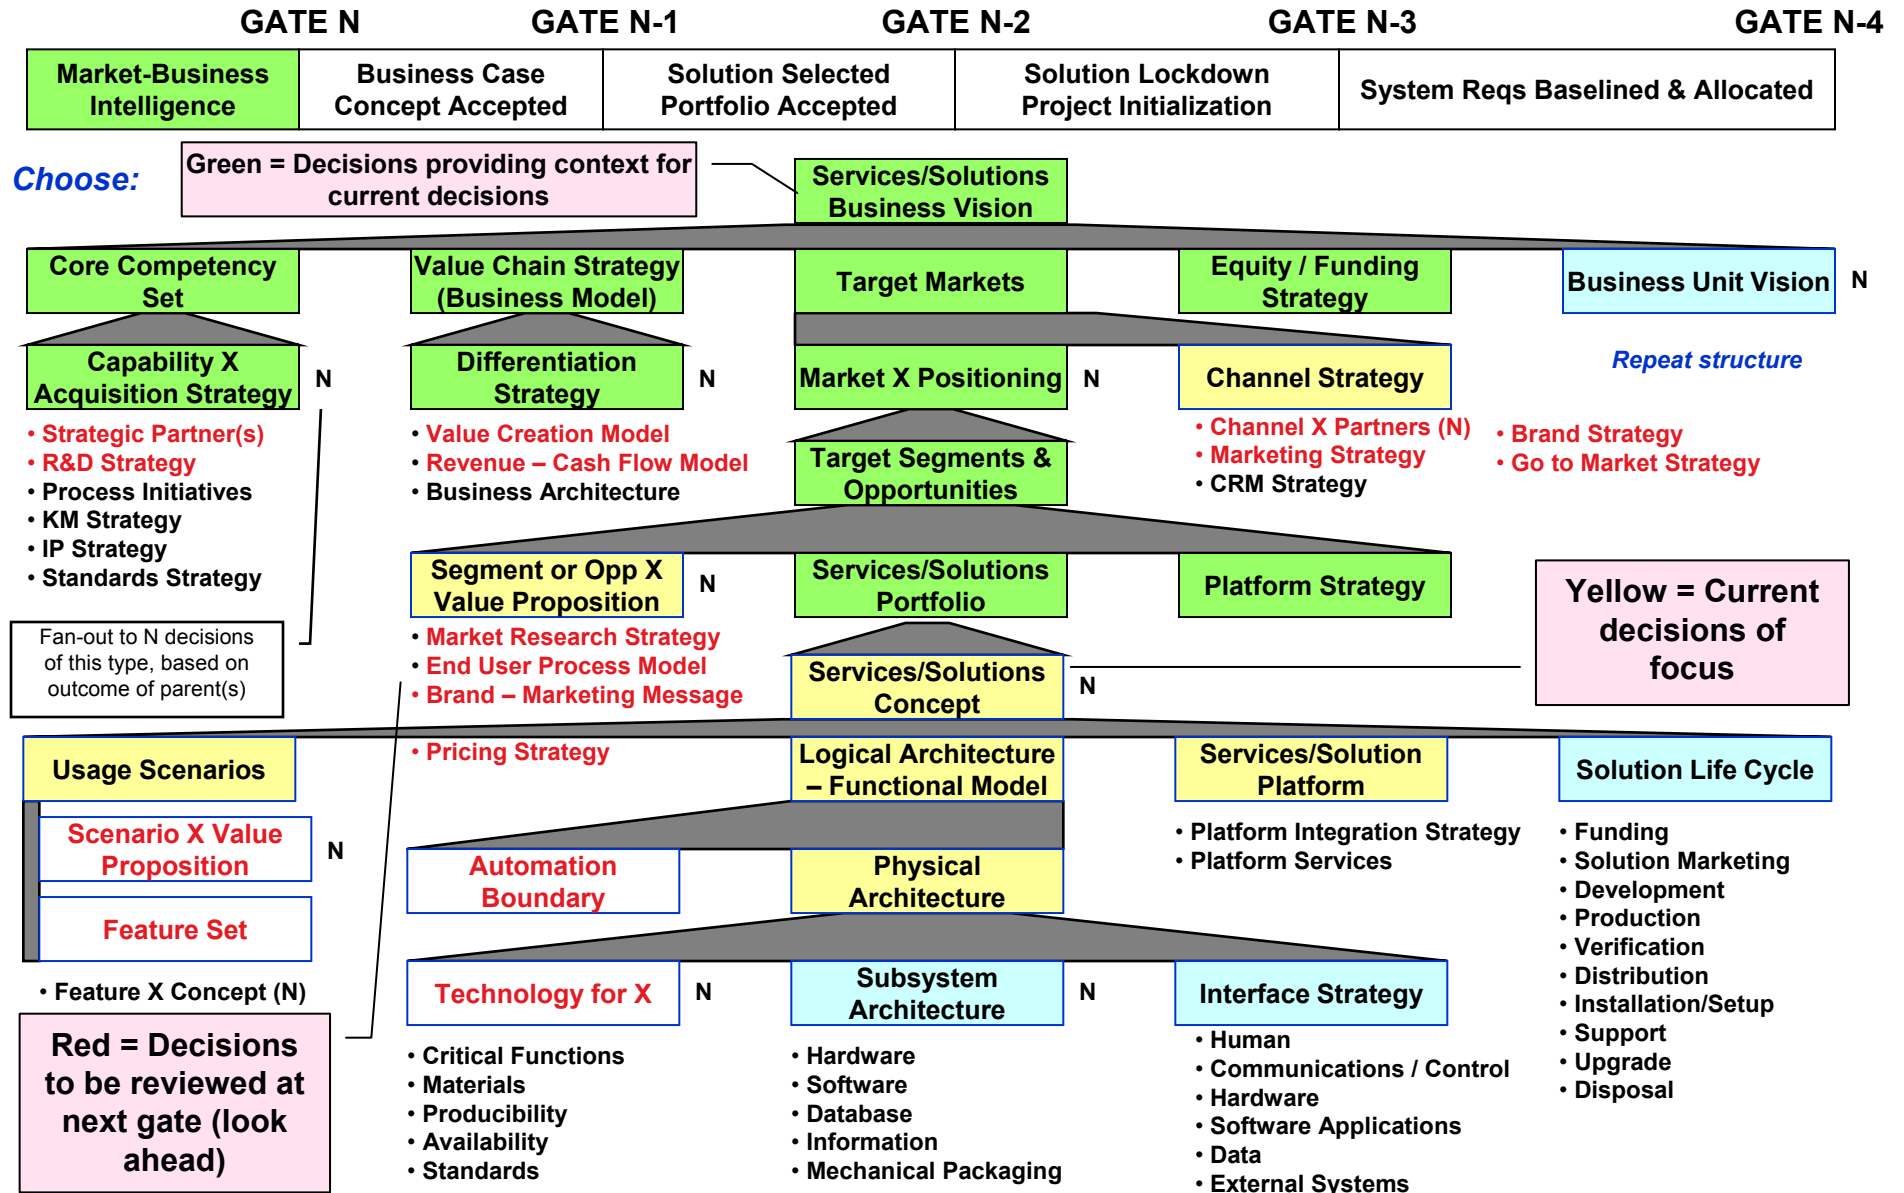 GATE N
GATE N-1
GATE N-2
GATE N-3
GATE N-4
Market-Business
Intelligence
Business Case
Concept Accepted
Solution Selected
Portfolio Accepted
Solution Lockdown
Project Initialization
System Reqs Baselined & Allocated
Choose:
Green = Decisions providing context for
current decisions
Services/Solutions
Business Vision
Core Competency
Set
Value Chain Strategy
(Business Model)
Target Markets
Equity / Funding
Strategy
Business Unit Vision
N
Capability X
Acquisition Strategy
N
Differentiation
Strategy
N
Market X Positioning
N
Channel Strategy
Repeat structure
• Strategic Partner(s)
• R&D Strategy
• Process Initiatives
• KM Strategy
• IP Strategy
• Standards Strategy
• Value Creation Model
• Revenue – Cash Flow Model
• Business Architecture
Target Segments &
Opportunities
• Channel X Partners (N)
• Marketing Strategy
• CRM Strategy
• Brand Strategy
• Go to Market Strategy
Segment or Opp X
Value Proposition
N
Services/Solutions
Portfolio
Platform Strategy
Yellow = Current
decisions of
focus
Fan-out to N decisions
of this type, based on
outcome of parent(s)
• Market Research Strategy
• End User Process Model
• Brand – Marketing Message
• Pricing Strategy
Services/Solutions
Concept
N
Usage Scenarios
Logical Architecture
– Functional Model
Services/Solution
Platform
Solution Life Cycle
Scenario X Value
Proposition
N
Feature Set
• Feature X Concept (N)
Automation
Boundary
Physical
Architecture
• Platform Integration Strategy
• Platform Services
• Funding
• Solution Marketing
• Development
• Production
• Verification
• Distribution
• Installation/Setup
• Support
• Upgrade
• Disposal
Red = Decisions
to be reviewed at
next gate (look
ahead)
Technology for X
N
Subsystem
Architecture
N
Interface Strategy
• Critical Functions
• Materials
• Producibility
• Availability
• Standards
• Hardware
• Software
• Database
• Information
• Mechanical Packaging
• Human
• Communications / Control
• Hardware
• Software Applications
• Data
• External Systems